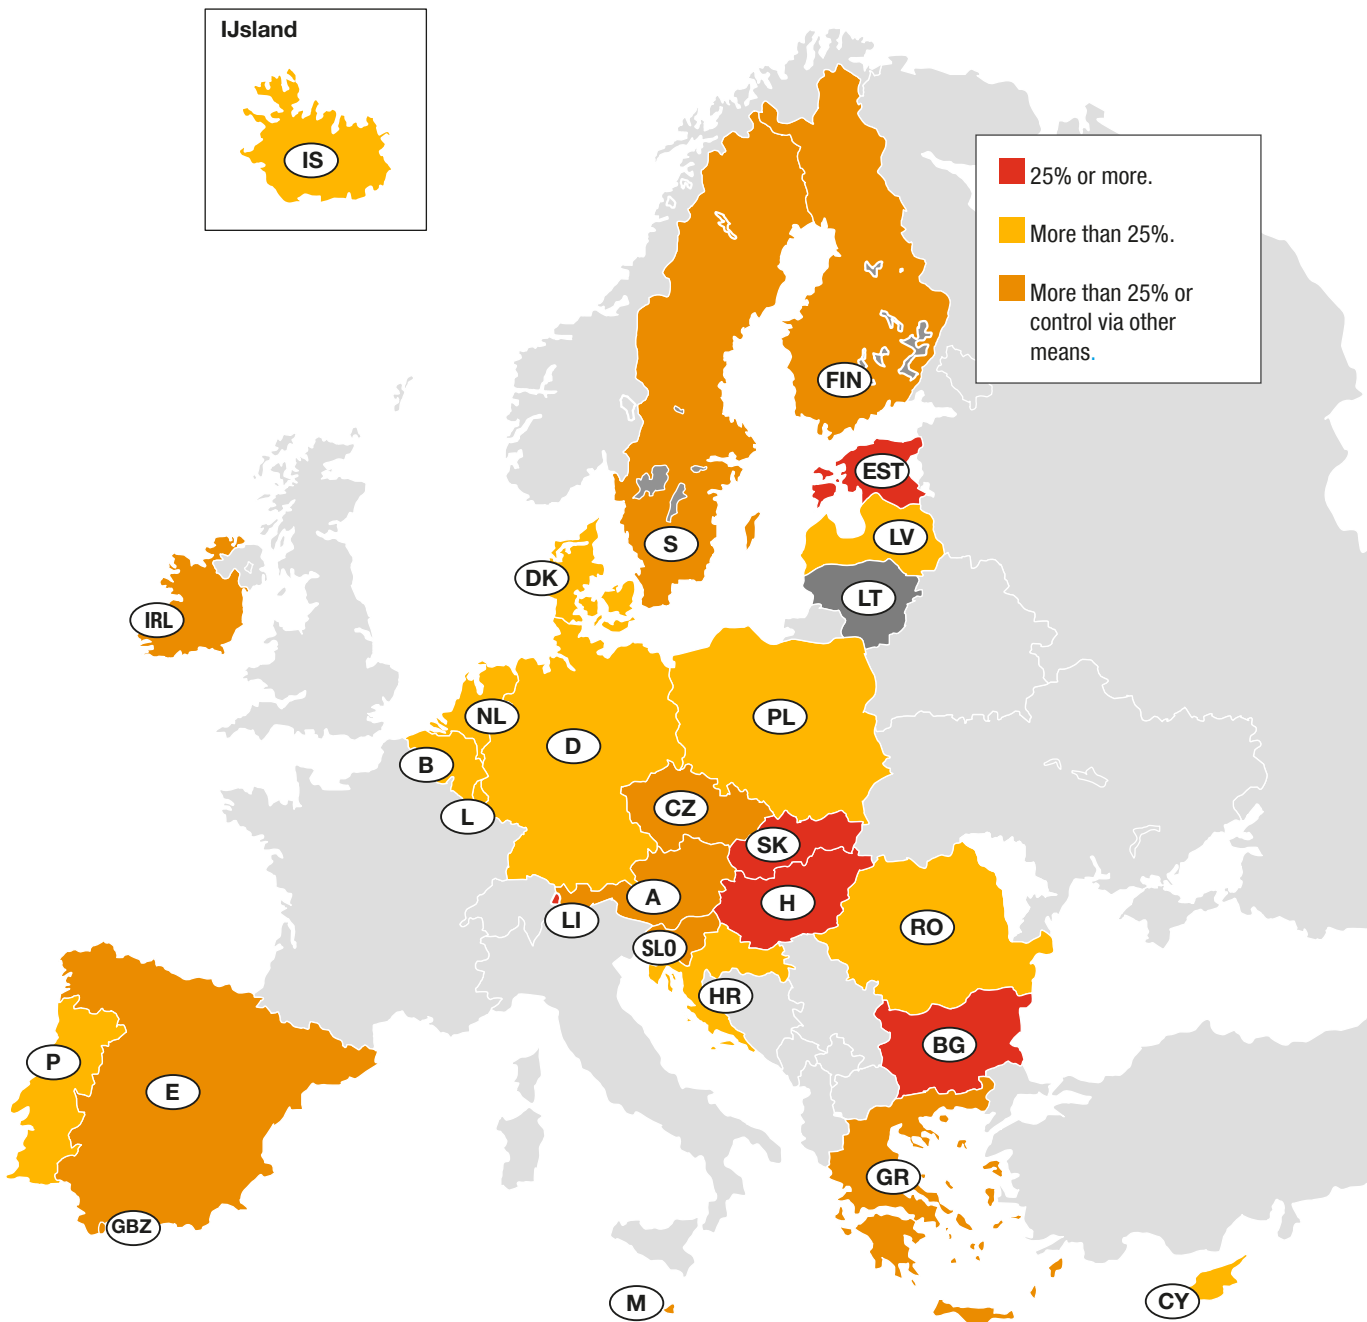 IJsland
IS
25% or more.
More than 25%.
More than 25% or
control via other
means.
FIN
EST
LV
S
DK
LT
IRL
NL
PL
D
B
CZ
L
SK
A
H
LI
RO
SLO
HR
BG
P
E
GR
GBZ
M
CY